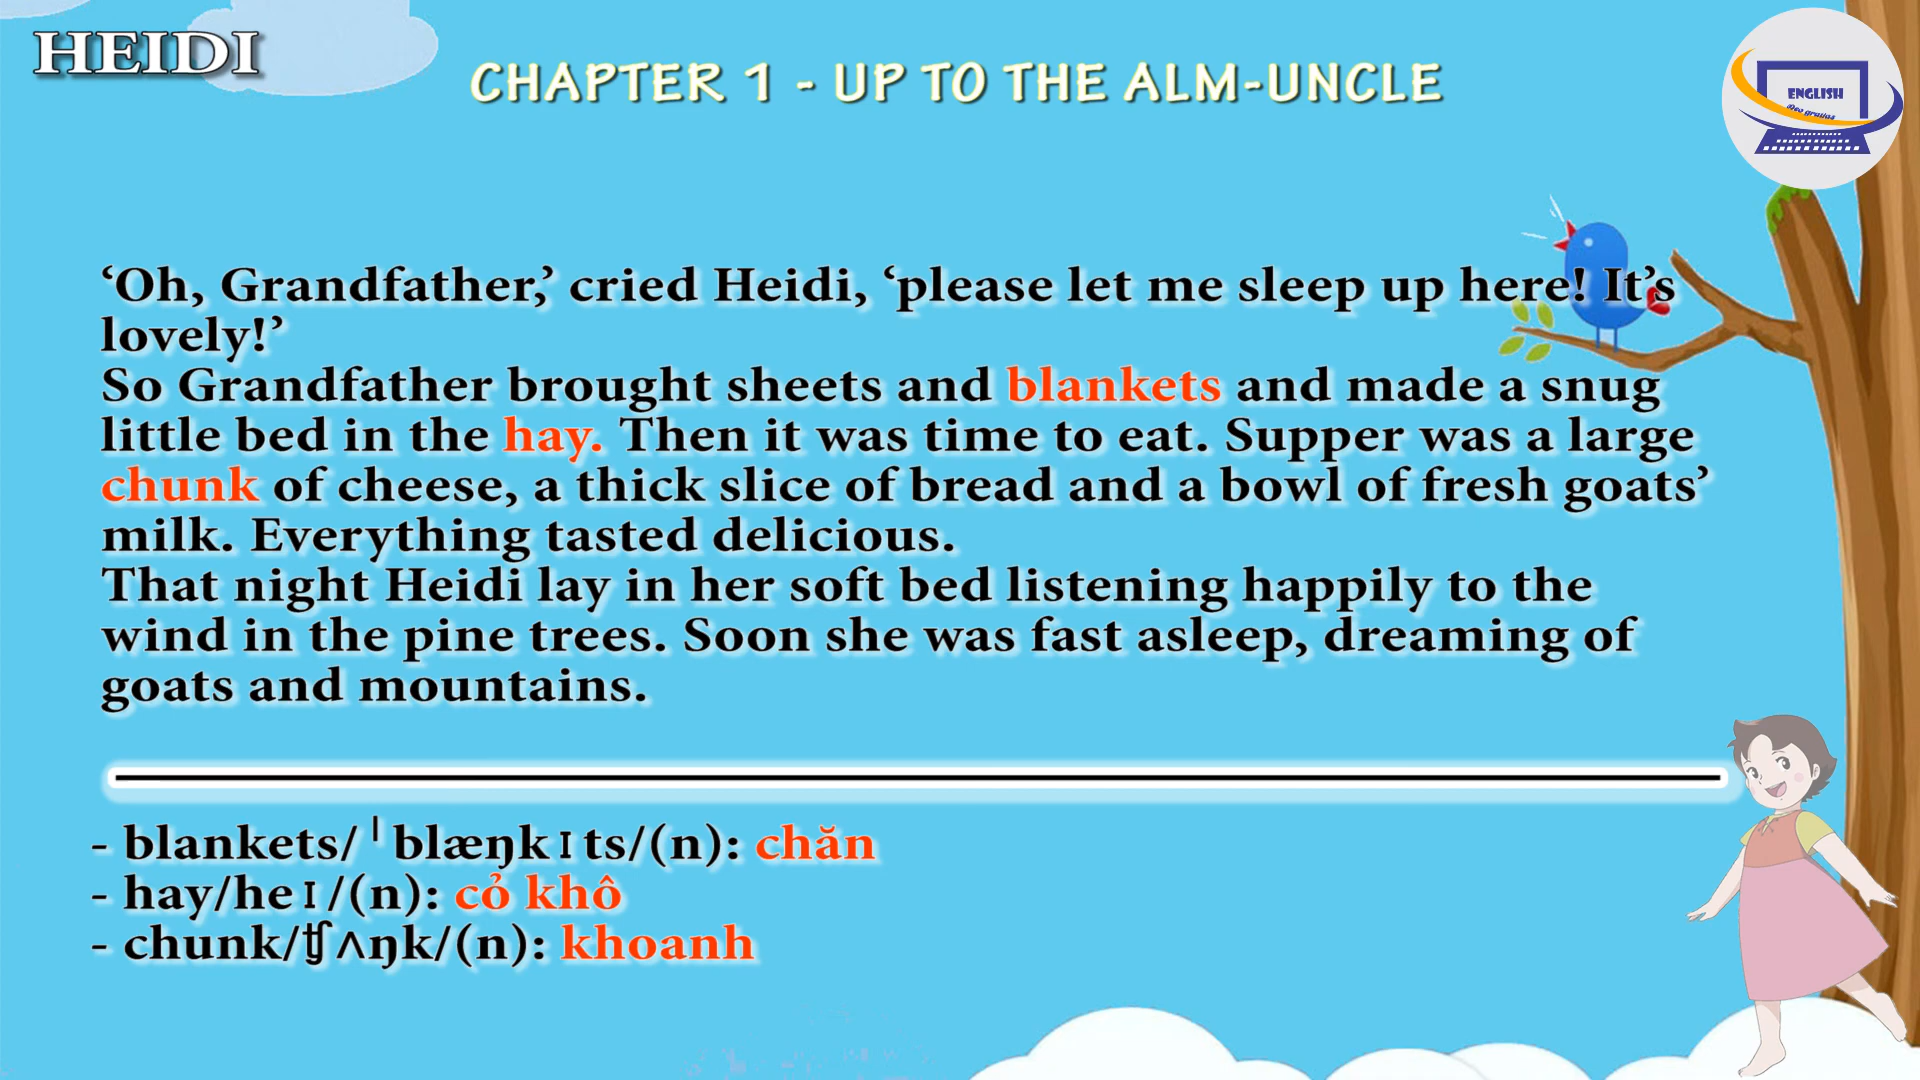 HEIDI
CHAPTER 1 - UP TO THE ALM-UNCLE
ENGLISH
Deo gratias
‘Oh, Grandfather,’ cried Heidi, ‘please let me sleep up here! It’s
lovely!’
So Grandfather brought sheets and blankets and made a snug
little bed in the hay. Then it was time to eat. Supper was a large
chunk of cheese, a thick slice of bread and a bowl of fresh goats’
milk. Everything tasted delicious.
That night Heidi lay in her soft bed listening happily to the
wind in the pine trees. Soon she was fast asleep, dreaming of
goats and mountains.
- blankets/ˈblæŋkɪts/(n): chăn
- hay/heɪ/(n): cỏ khô
- chunk/ʧʌŋk/(n): khoanh